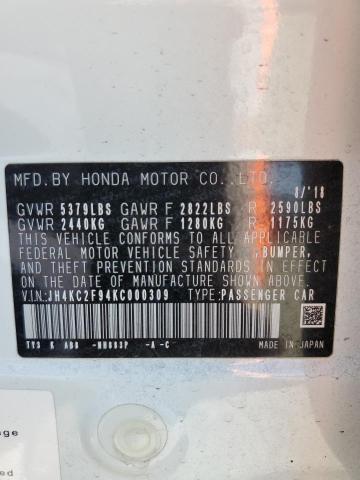 MFD.BY HONDA MOTOR CO.,LTD. 8/'18
GVWR 5379LBS GAWR F 2822LBS R 2590LBS
GVWR 2440KG GAWR F 1280KG R 1175KG
THIS VEHICLE CONFORMS TO ALL APPLICABLE
FEDERAL MOTOR VEHICLE SAFETY, BUMPER,
AND THEFT PREVENTION STANDARDS IN EFFECT
ON THE DATE OF MANUFACTURE SHOWN ABOVE.
V.I.N.: JH4KC2F94KC000309 TYPE: PASSENGER CAR
TY3 K -A-C
MADE IN JAPAN